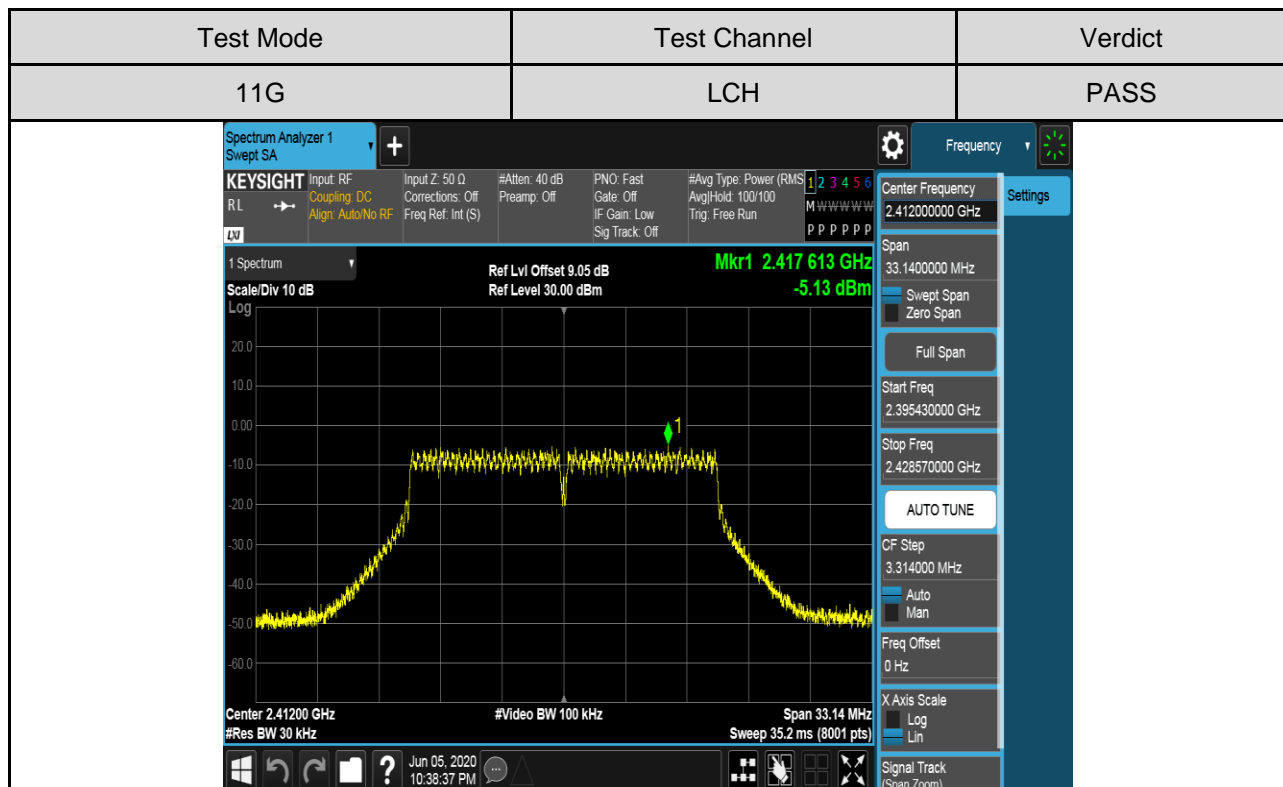 Test Mode Test Channel Verdict
11G LCH PASS
Spectrum Analyzer 1
Swept SA
Frequency
Settings
KEYSIGHT
RL
LXI
Input: RF
Coupling: DC
Align: Auto/No RF
Input Z: 50 Ω
Corrections: Off
Freq Ref: Int (S)
#Atten: 40 dB
Preamp: Off
PNO: Fast
Gate: Off
IF Gain: Low
Sig Track: Off
#Avg Type: Power (RMS
Avg|Hold: 100/100
Trig: Free Run
1 2 3 4 5 6
M W W W W W
P P P P P P
1 Spectrum
Scale/Div 10 dB
Ref Lvl Offset 9.05 dB
Ref Level 30.00 dBm
Mkr1 2.417 613 GHz
-5.13 dBm
Log
20.0
10.0
0.00
-10.0
-20.0
-30.0
-40.0
-50.0
-60.0
1
Center 2.41200 GHz
#Res BW 30 kHz
#Video BW 100 kHz
Span 33.14 MHz
Sweep 35.2 ms (8001 pts)
Center Frequency
2.412000000 GHz
Span
33.1400000 MHz
Swept Span
Zero Span
Full Span
Start Freq
2.395430000 GHz
Stop Freq
2.428570000 GHz
AUTO TUNE
CF Step
3.314000 MHz
Auto
Man
Freq Offset
0 Hz
X Axis Scale
Log
Lin
Signal Track
(Span Zoom)
?
Jun 05, 2020
10:38:37 PM